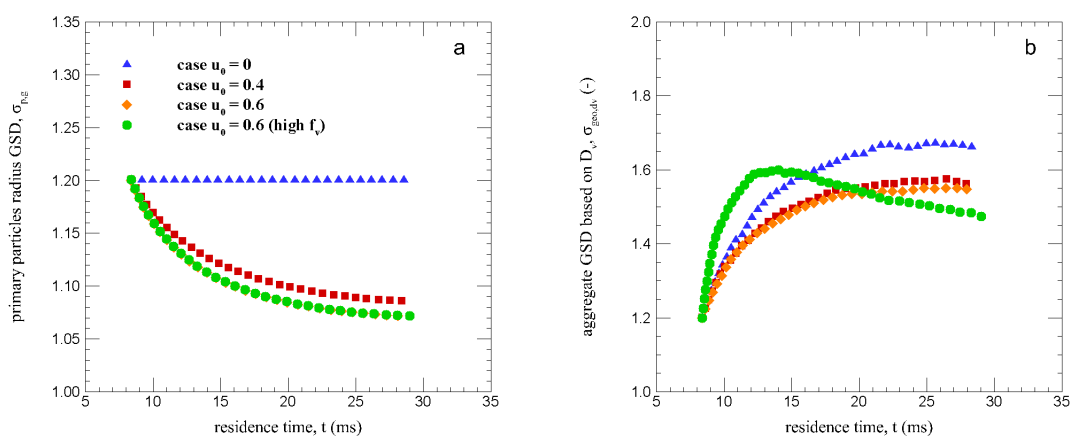 a
1.35
1.30
1.25
1.20
1.15
1.10
1.05
1.00
primary particles radius GSD, σp,g
case u0 = 0
case u0 = 0.4
case u0 = 0.6
case u0 = 0.6 (high fv)
5 10 15 20 25 30 35
residence time, t (ms)
b
2.0
1.8
1.6
1.4
1.2
1.0
aggregate GSD based on Dv, σgeo,dv (-)
5 10 15 20 25 30 35
residence time, t (ms)